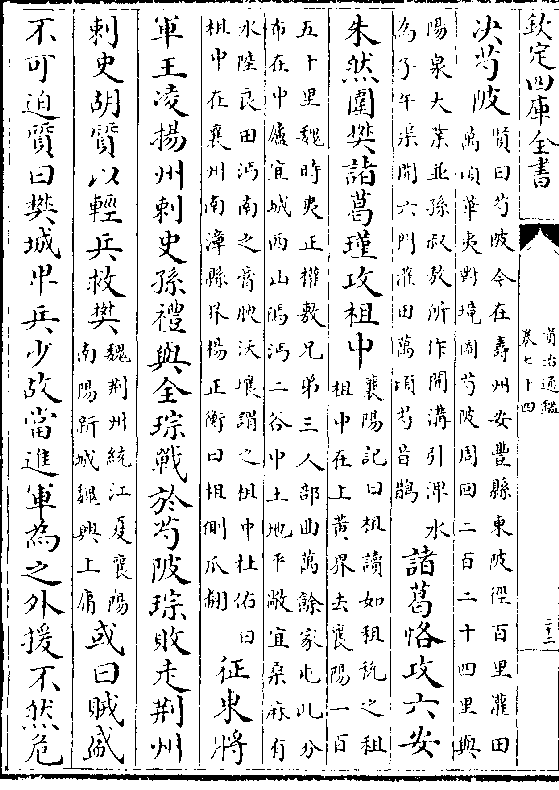 欽定四庫全書
資治通鑑
卷七十四
決芍陂
賢曰芍陂今在壽州安豐縣東陂徑百里灌田
萬頃華夷對境圖芍陂周回二百二十四里與
陽泉大業並孫叔敖所作開溝引渒水
為子午渠開六門灌田萬頃芍音鵲
諸葛恪攻六安
朱然圍樊諸葛瑾攻柤中
襄陽記曰柤讀如租稅之租
柤中在上黄界去襄陽一百
五十里魏時夷正權敷兄弟三人部曲萬餘家屯此分
布在中廬宜城西山鄢沔二谷中土地平敞宜桑麻有
水陸良田沔南之膏腴沃壤謂之柤中杜佑曰
柤中在襄州南漳縣界楊正衡曰柤側瓜翻
征東將
軍王凌揚州刺史孫禮與全琮戰於芍陂琮敗走荆州
刺史胡質以輕兵救樊
魏荆州統江夏襄陽
南陽新城魏興上庸
或曰賊盛
不可迫質曰樊城卑兵少故當進軍為之外援不然危